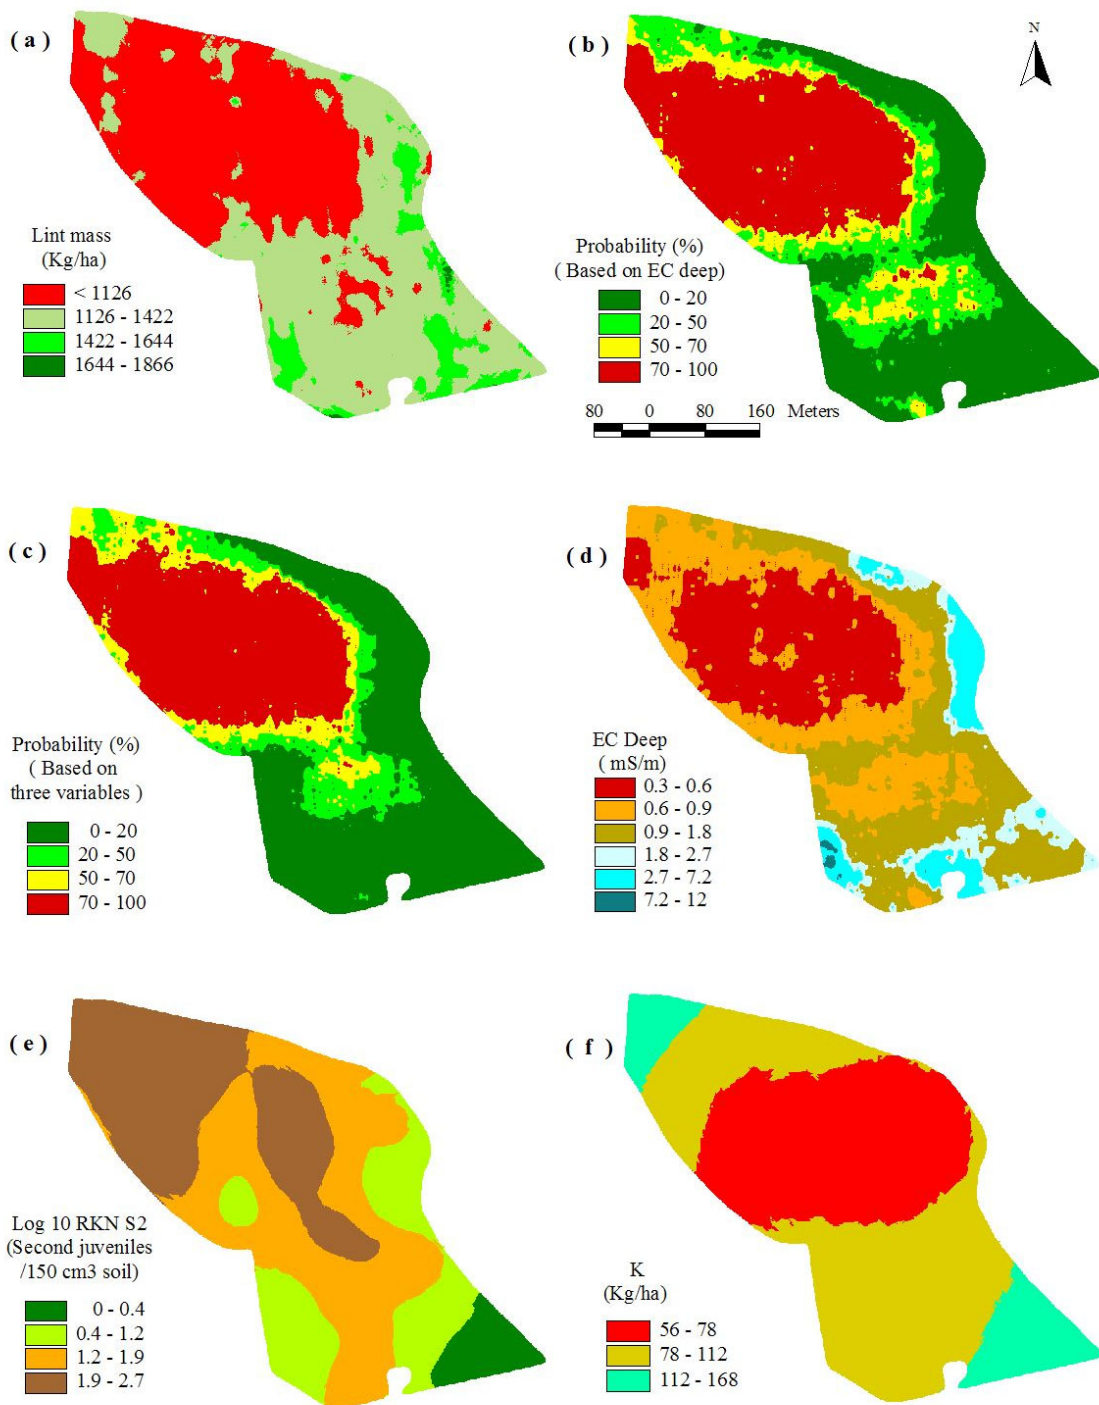 ( a )
Lint mass
(Kg/ha)
< 1126
1126 - 1422
1422 - 1644
1644 - 1866
( b )
N
Probability (%)
( Based on EC deep)
0 - 20
20 - 50
50 - 70
70 - 100
80 0 80 160 Meters
( c )
Probability (%)
( Based on
three variables )
0 - 20
20 - 50
50 - 70
70 - 100
( d )
EC Deep
( mS/m)
0.3 - 0.6
0.6 - 0.9
0.9 - 1.8
1.8 - 2.7
2.7 - 7.2
7.2 - 12
( e )
Log 10 RKN S2
(Second juveniles
/150 cm3 soil)
0 - 0.4
0.4 - 1.2
1.2 - 1.9
1.9 - 2.7
( f )
K
(Kg/ha)
56 - 78
78 - 112
112 - 168